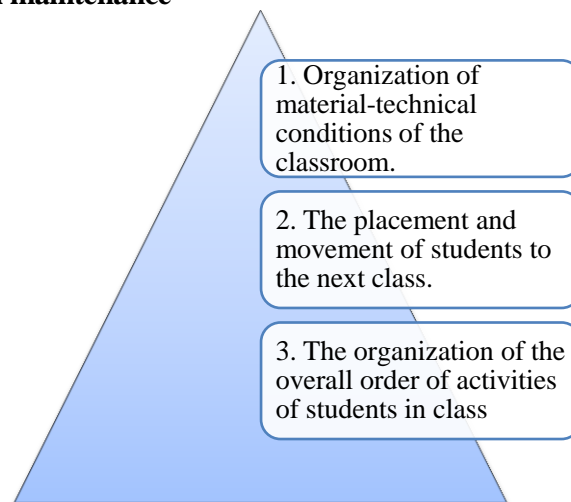 maintenance
1. Organization of
material-technical
conditions of the
classroom.
2. The placement and
movement of students to
the next class.
3. The organization of the
overall order of activities
of students in class